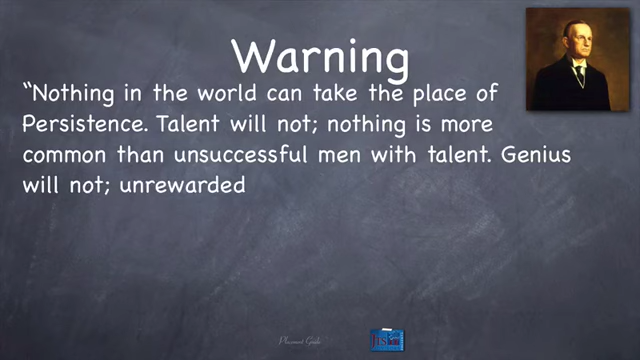 Warning
“Nothing in the world can take the place of
Persistence. Talent will not; nothing is more
common than unsuccessful men with talent. Genius
will not; unrewarded